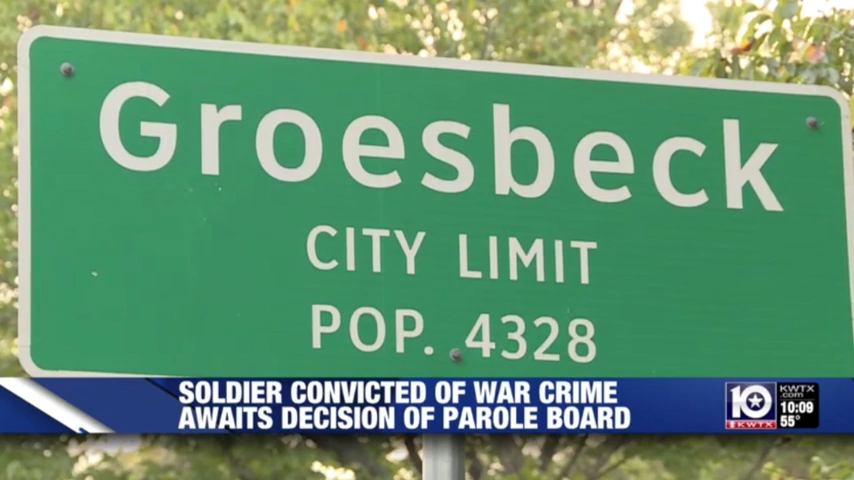 Groesbeck
CITY LIMIT
POP. 4328
SOLDIER CONVICTED OF WAR CRIME
AWAITS DECISION OF PAROLE BOARD
10
KWTX
KWTX
.com
10:09
55°